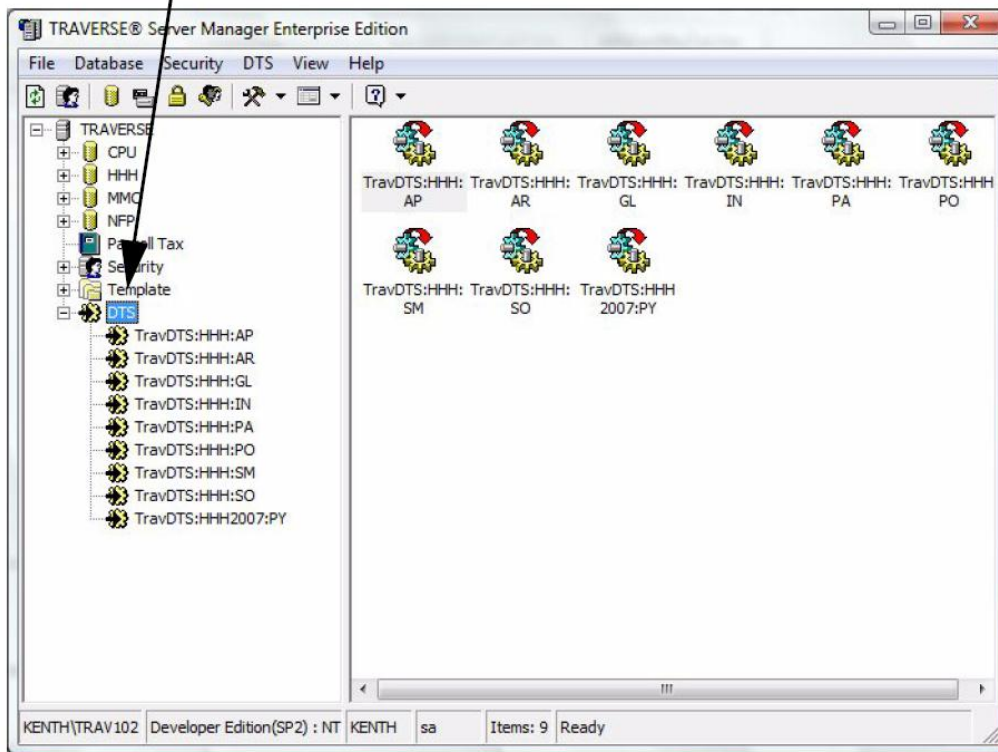 TRAVERSE® Server Manager Enterprise Edition
File Database Security DTS View Help
TRAVERSE
CPU
HHH
MMC
NFP
Payroll Tax
Security
Template
DTS
TravDTS:HHH:AP
TravDTS:HHH:AR
TravDTS:HHH:GL
TravDTS:HHH:IN
TravDTS:HHH:PA
TravDTS:HHH:PO
TravDTS:HHH:SM
TravDTS:HHH:SO
TravDTS:HHH2007:PY
TravDTS:HHH: TravDTS:HHH: TravDTS:HHH: TravDTS:HHH: TravDTS:HHH: TravDTS:HHH
AP AR GL IN PA PO
TravDTS:HHH: TravDTS:HHH: TravDTS:HHH
SM SO 2007:PY
KENTH\TRAV102 Developer Edition(SP2) : NT KENTH sa Items: 9 Ready